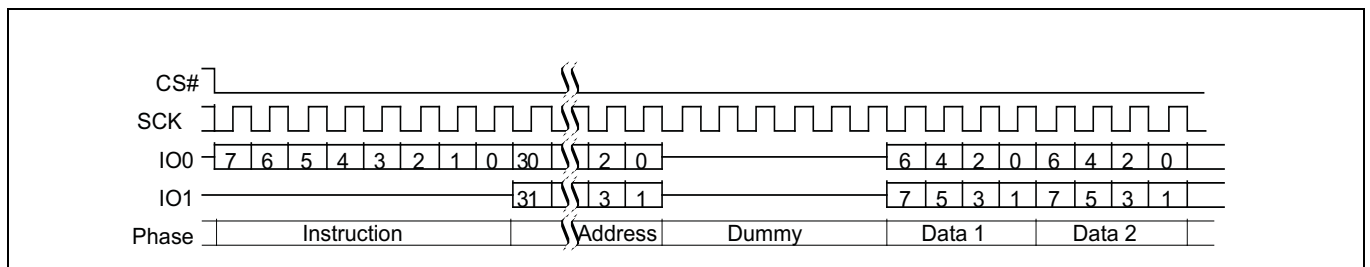 CS#
SCK
IO0 7 6 5 4 3 2 1 0 30 2 0 6 4 2 0 6 4 2 0
IO1 31 3 1 7 5 3 1 7 5 3 1
Phase Instruction Address Dummy Data 1 Data 2